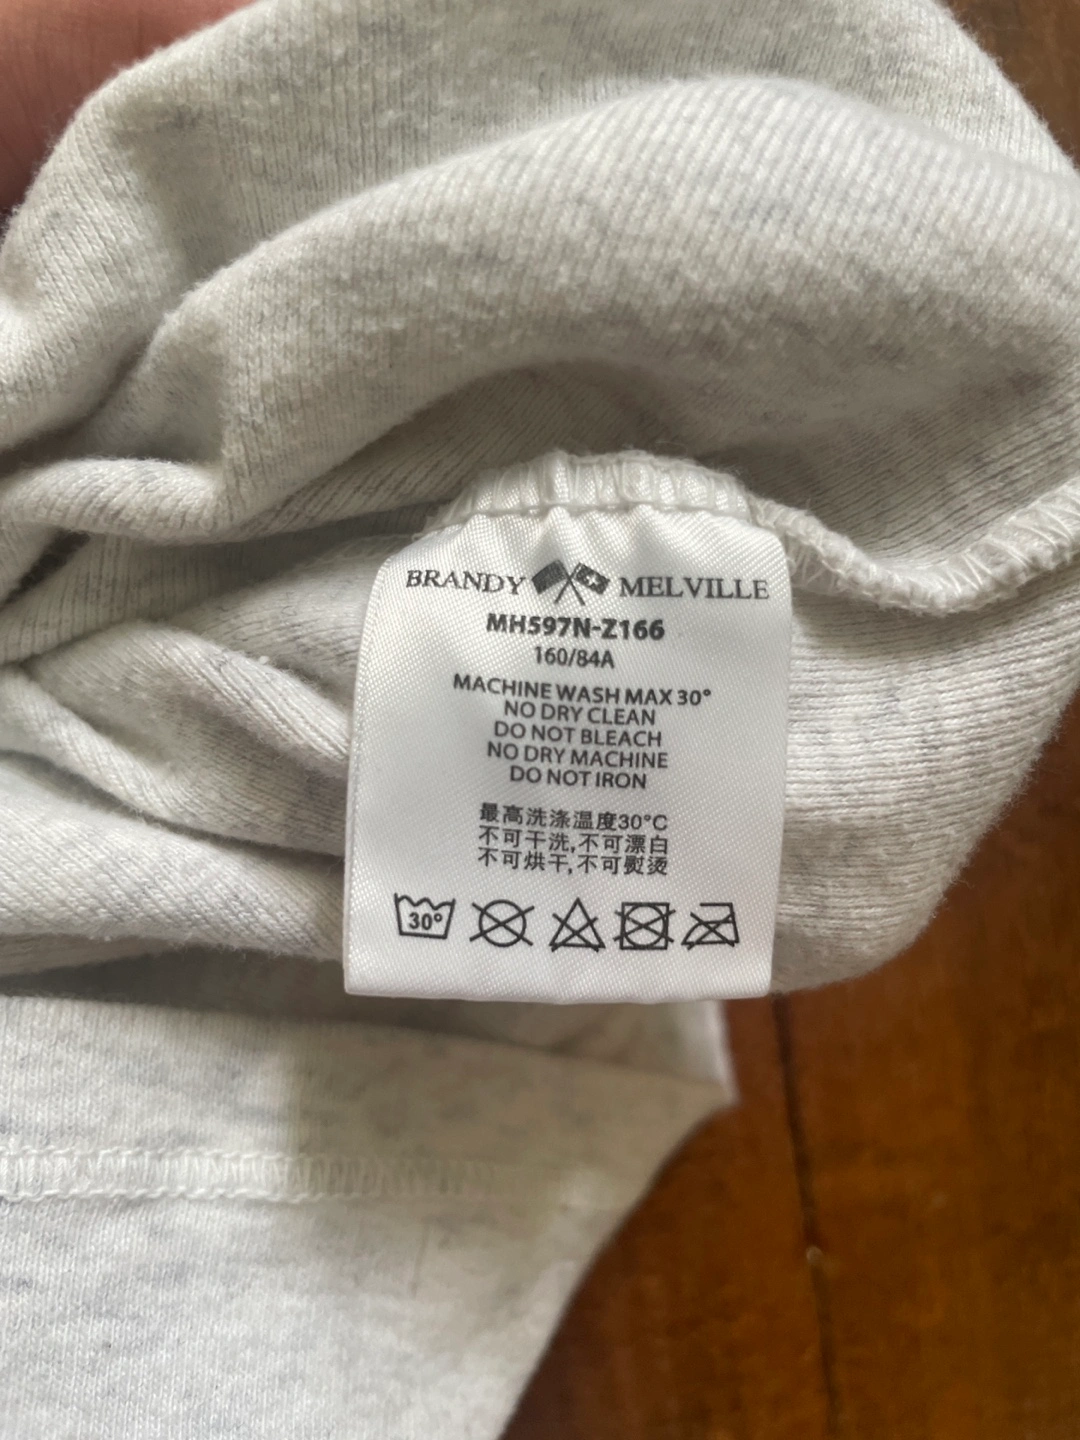 BRANDY MELVILLE
MH597N-Z166
160/84A
MACHINE WASH MAX 30°
NO DRY CLEAN
DO NOT BLEACH
NO DRY MACHINE
DO NOT IRON
最高洗涤温度30°C
不可干洗,不可漂白
不可烘干,不可熨烫
30°